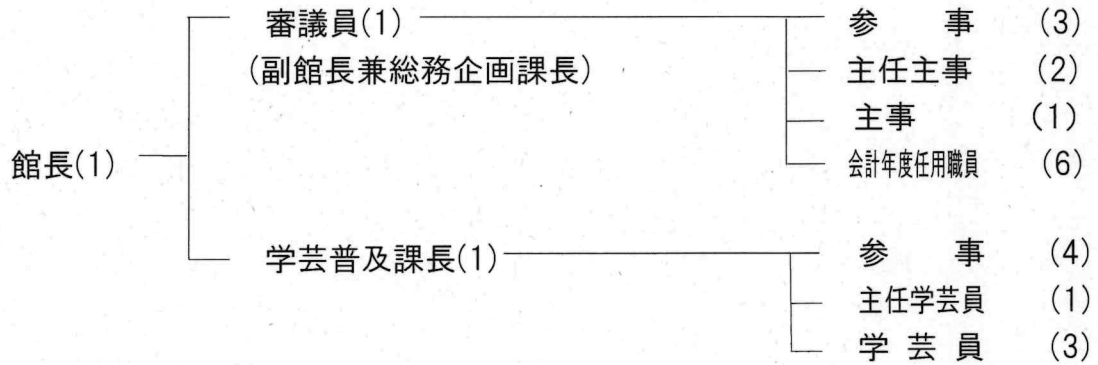 審議員(1) 参事 (3)
(副館長兼総務企画課長) 主任主事 (2)
主事 (1)
館長(1) 会計年度任用職員 (6)
学芸普及課長(1) 参事 (4)
主任学芸員 (1)
学芸員 (3)